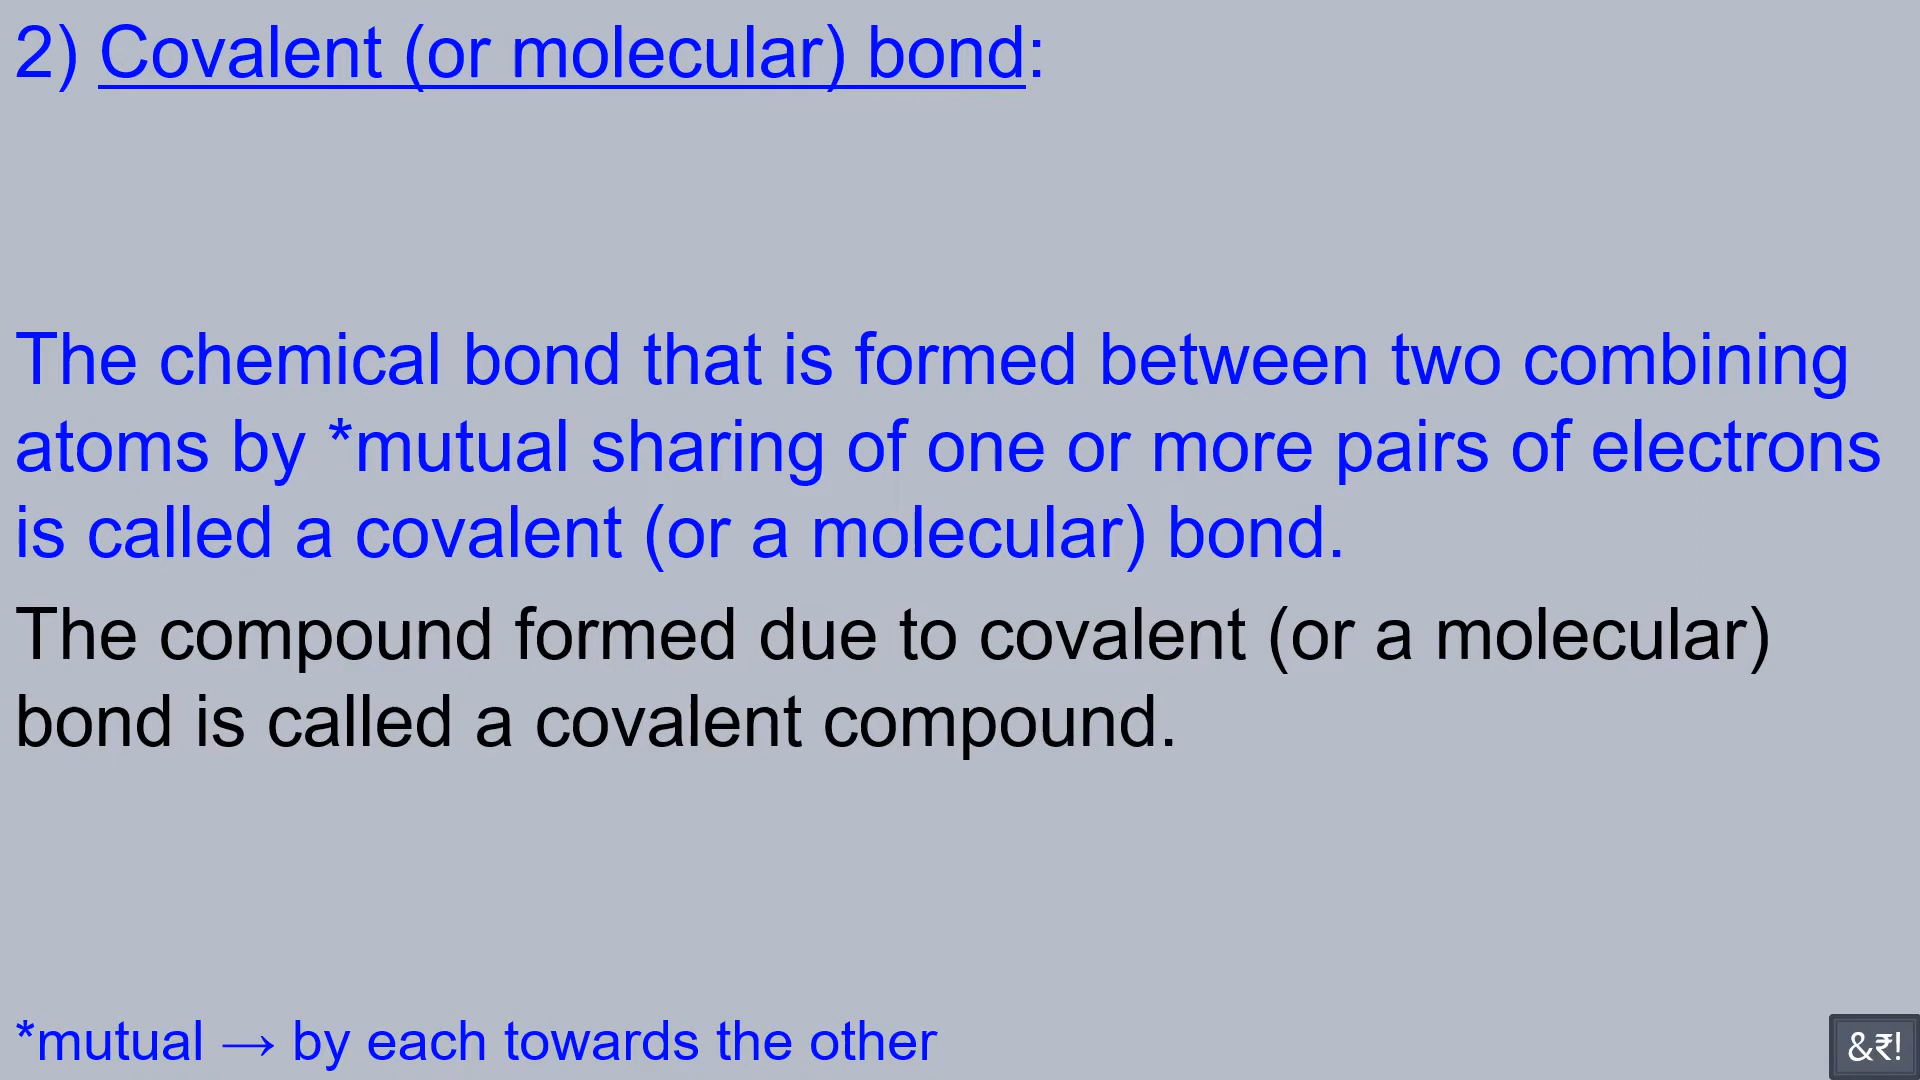 2) Covalent (or molecular) bond:
The chemical bond that is formed between two combining
atoms by *mutual sharing of one or more pairs of electrons
is called a covalent (or a molecular) bond.
The compound formed due to covalent (or a molecular)
bond is called a covalent compound.
*mutual → by each towards the other
&₹!